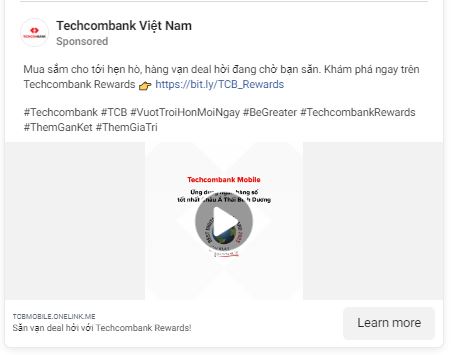 Techcombank Việt Nam
Sponsored
Mua sắm cho tới hẹn hò, hàng vạn deal hời đang chờ bạn săn. Khám phá ngay trên
Techcombank Rewards 👉 https://bit.ly/TCB_Rewards
#Techcombank #TCB #VuotTroiHonMoiNgay #BeGreater #TechcombankRewards
#ThemGanKet #ThemGiaTri
Techcombank Mobile
Ứng dụng ngân hàng số
tốt nhất Châu Á Thái Bình Dương
TCBMOBILE.ONELINK.ME
Săn vạn deal hời với Techcombank Rewards!
Learn more